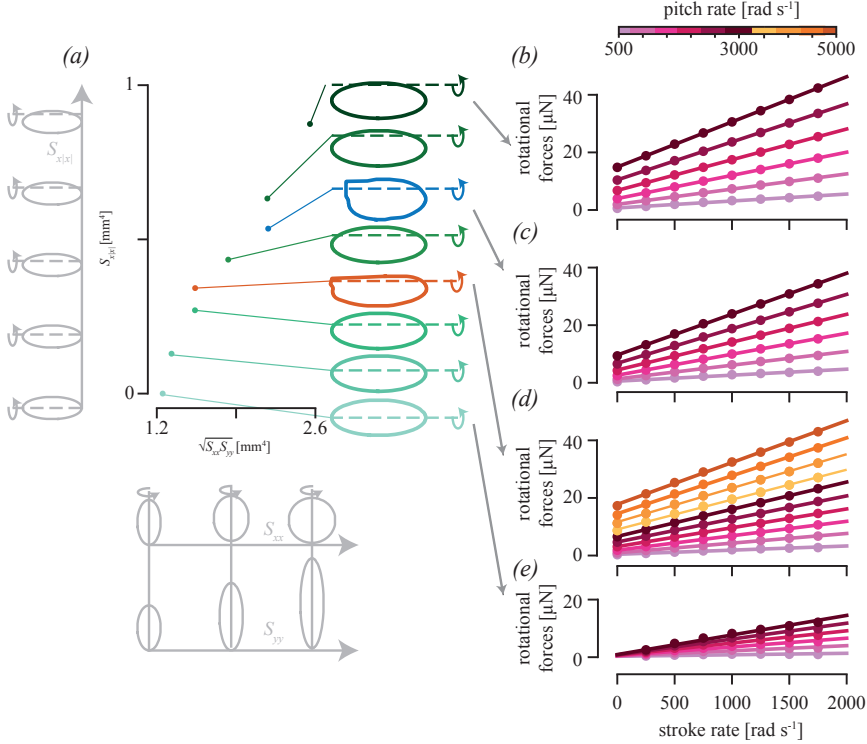 pitch rate [rad s⁻¹]
500 3000 5000
(a)
S_x|x|
1
0
S_x|x| [mm⁴]
1.2 2.6
√S_xxS_yy [mm⁴]
S_xx
S_yy
(b)
rotational
forces [µN]
40
20
0
(c)
rotational
forces [µN]
40
20
0
(d)
rotational
forces [µN]
40
20
0
(e)
rotational
forces [µN]
20
0
0 500 1000 1500 2000
stroke rate [rad s⁻¹]